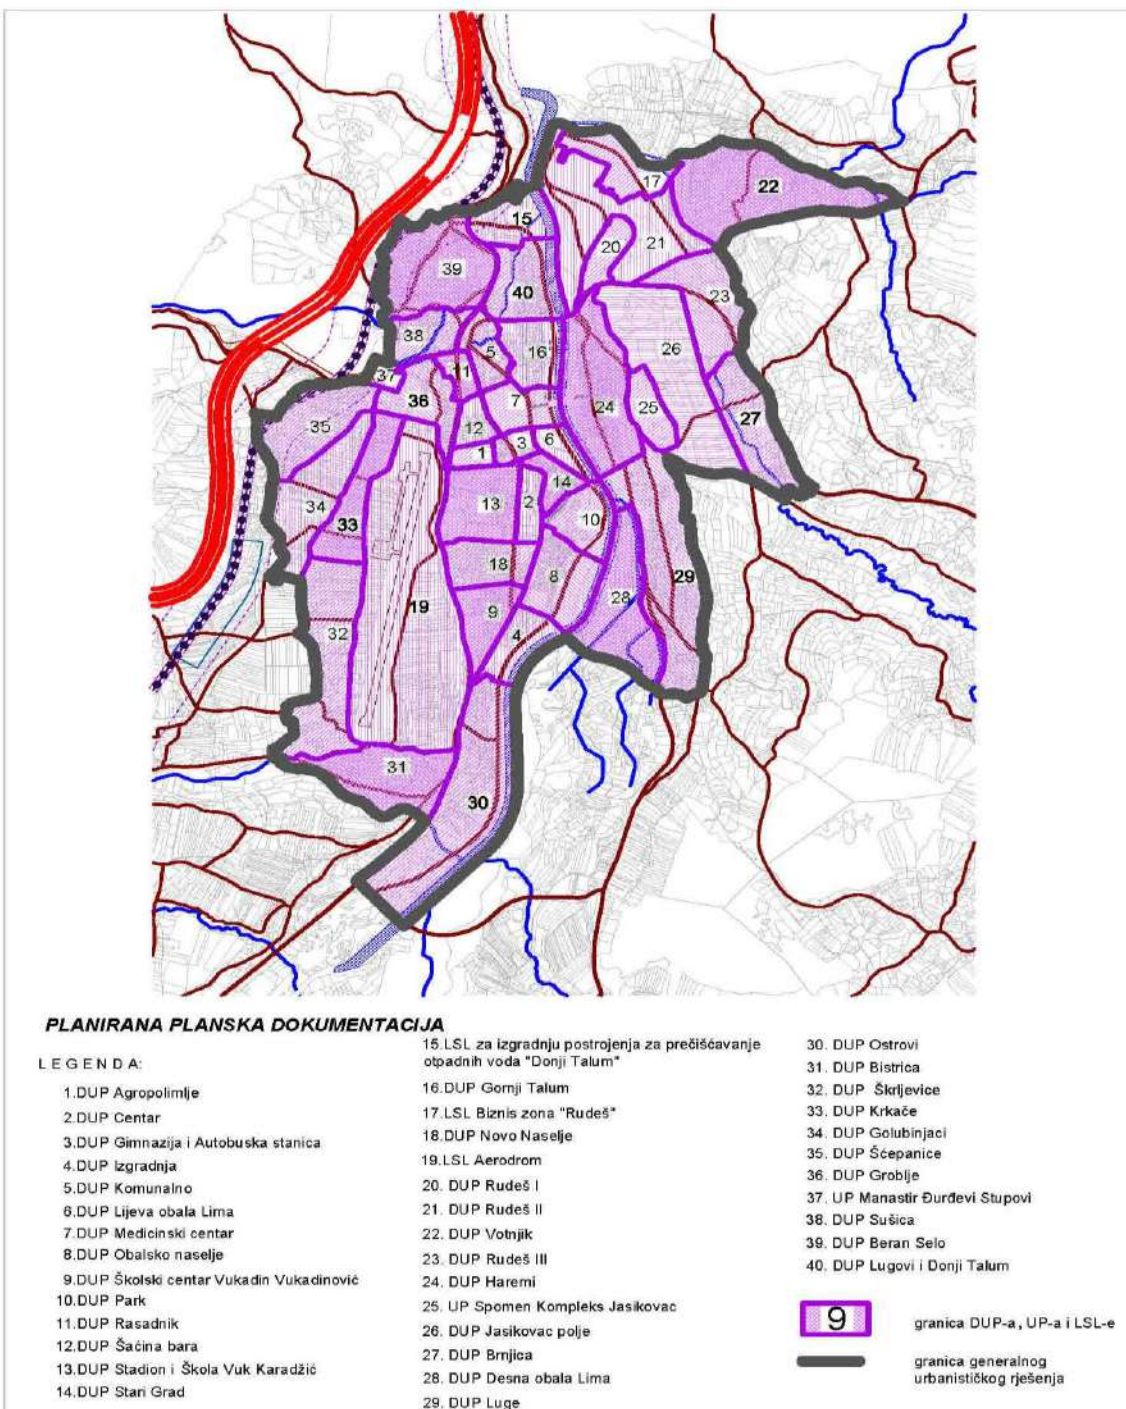 22
17
15
20
21
39
40
23
38
5
16
26
11
37
36
7
24
25
27
35
12
3
6
1
14
13
2
34
33
10
18
8
29
19
28
9
32
4
31
30
PLANIRANA PLANSKA DOKUMENTACIJA
L E G E N D A:
1.DUP Agropolimlje
2.DUP Centar
3.DUP Gimnazija i Autobuska stanica
4.DUP Izgradnja
5.DUP Komunalno
6.DUP Lijeva obala Lima
7.DUP Medicinski centar
8.DUP Obalsko naselje
9.DUP Školski centar Vukadin Vukadinović
10.DUP Park
11.DUP Rasadnik
12.DUP Šaćina bara
13.DUP Stadion i Škola Vuk Karadžić
14.DUP Stari Grad
15.LSL za izgradnju postrojenja za prečišćavanje
otpadnih voda "Donji Talum"
16.DUP Gornji Talum
17.LSL Biznis zona "Rudeš"
18.DUP Novo Naselje
19.LSL Aerodrom
20. DUP Rudeš I
21. DUP Rudeš II
22. DUP Votnjik
23. DUP Rudeš III
24. DUP Haremi
25. UP Spomen Kompleks Jasikovac
26. DUP Jasikovac polje
27. DUP Brnjica
28. DUP Desna obala Lima
29. DUP Luge
30. DUP Ostrovi
31. DUP Bistrica
32. DUP Škrljevice
33. DUP Krkače
34. DUP Golubinjaci
35. DUP Šćepanice
36. DUP Groblje
37. UP Manastir Đurđevi Stupovi
38. DUP Sušica
39. DUP Beran Selo
40. DUP Lugovi i Donji Talum
9
granica DUP-a, UP-a i LSL-e
granica generalnog
urbanističkog rješenja